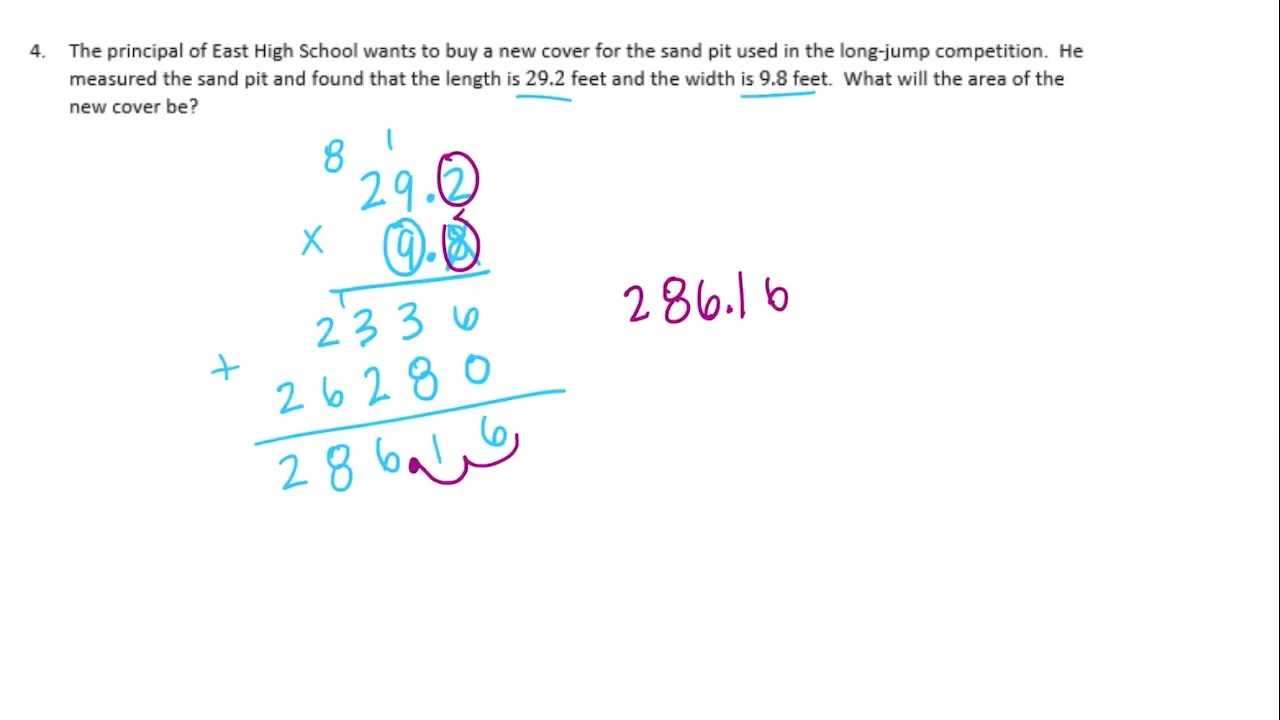 4. The principal of East High School wants to buy a new cover for the sand pit used in the long-jump competition. He
measured the sand pit and found that the length is 29.2 feet and the width is 9.8 feet. What will the area of the
new cover be?
8 1
29.2
x 9.8
1
2336
+ 26280
28616
286.16